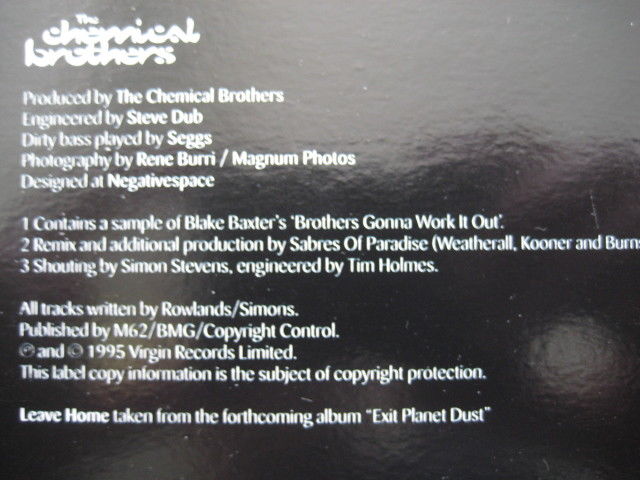 The
chemical
brothers
Produced by The Chemical Brothers
Engineered by Steve Dub
Dirty bass played by Seggs
Photography by Rene Burri / Magnum Photos
Designed at Negativespace
1 Contains a sample of Blake Baxter's 'Brothers Gonna Work It Out'.
2 Remix and additional production by Sabres Of Paradise (Weatherall, Kooner and Burns
3 Shouting by Simon Stevens, engineered by Tim Holmes.
All tracks written by Rowlands/Simons.
Published by M62/BMG/Copyright Control.
℗ and © 1995 Virgin Records Limited.
This label copy information is the subject of copyright protection.
Leave Home taken from the forthcoming album "Exit Planet Dust"